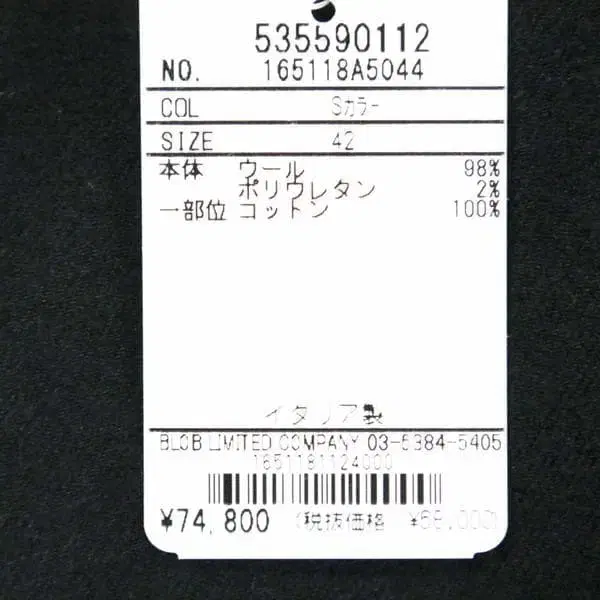 535590112
NO. 165118A5044
COL Sカラー
SIZE 42
本体 ウール 98%
ポリウレタン 2%
一部位 コットン 100%
イタリア製
BLOB LIMITED COMPANY 03-5384-5405
1651181124000
¥74,800 (税抜価格 ¥68,000)